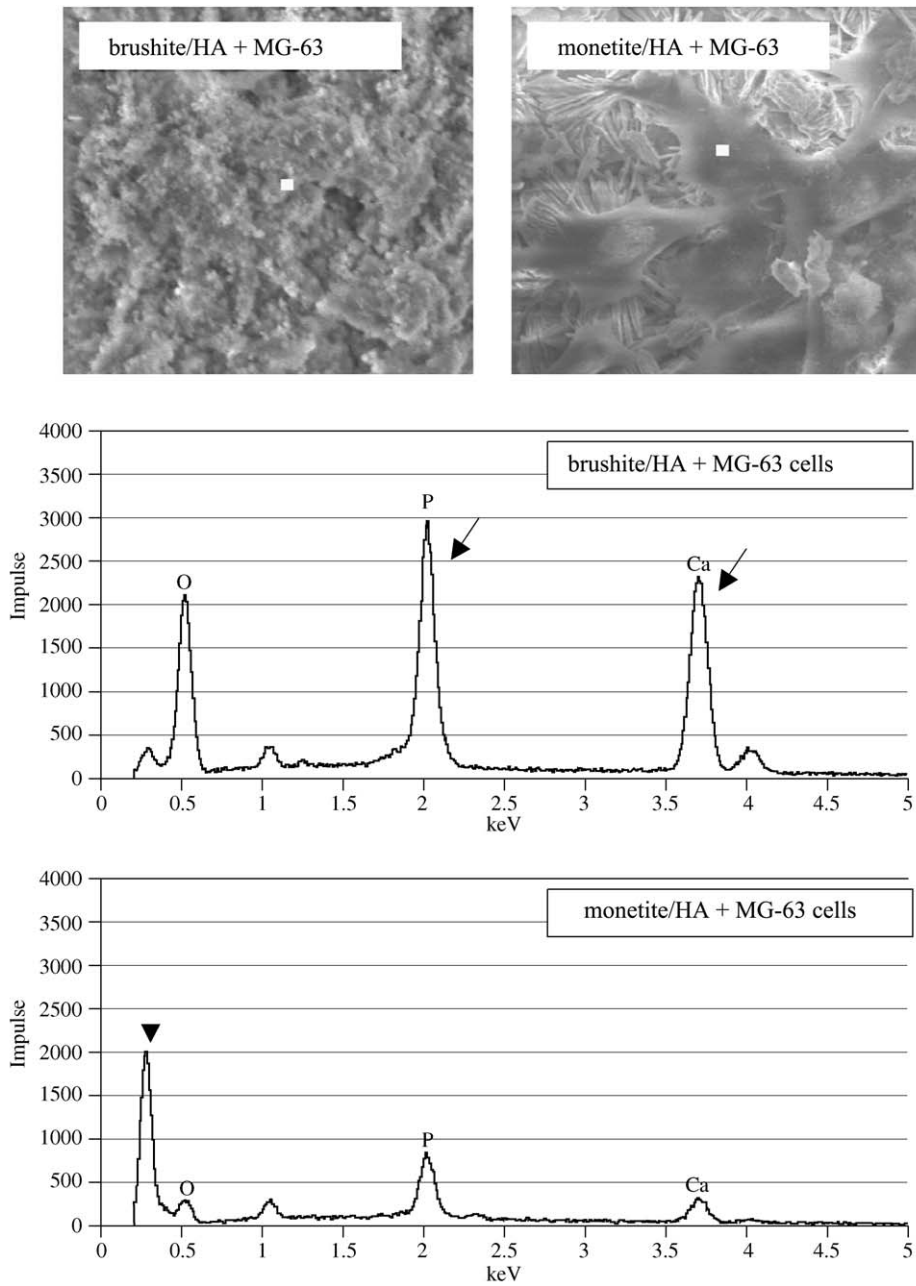 brushite/HA + MG-63
monetite/HA + MG-63
4000
3500
3000
2500
2000
1500
1000
500
0
Impulse
brushite/HA + MG-63 cells
O
P
Ca
0 0.5 1 1.5 2 2.5 3 3.5 4 4.5 5
keV
4000
3500
3000
2500
2000
1500
1000
500
0
Impulse
monetite/HA + MG-63 cells
O
P
Ca
0 0.5 1 1.5 2 2.5 3 3.5 4 4.5 5
keV